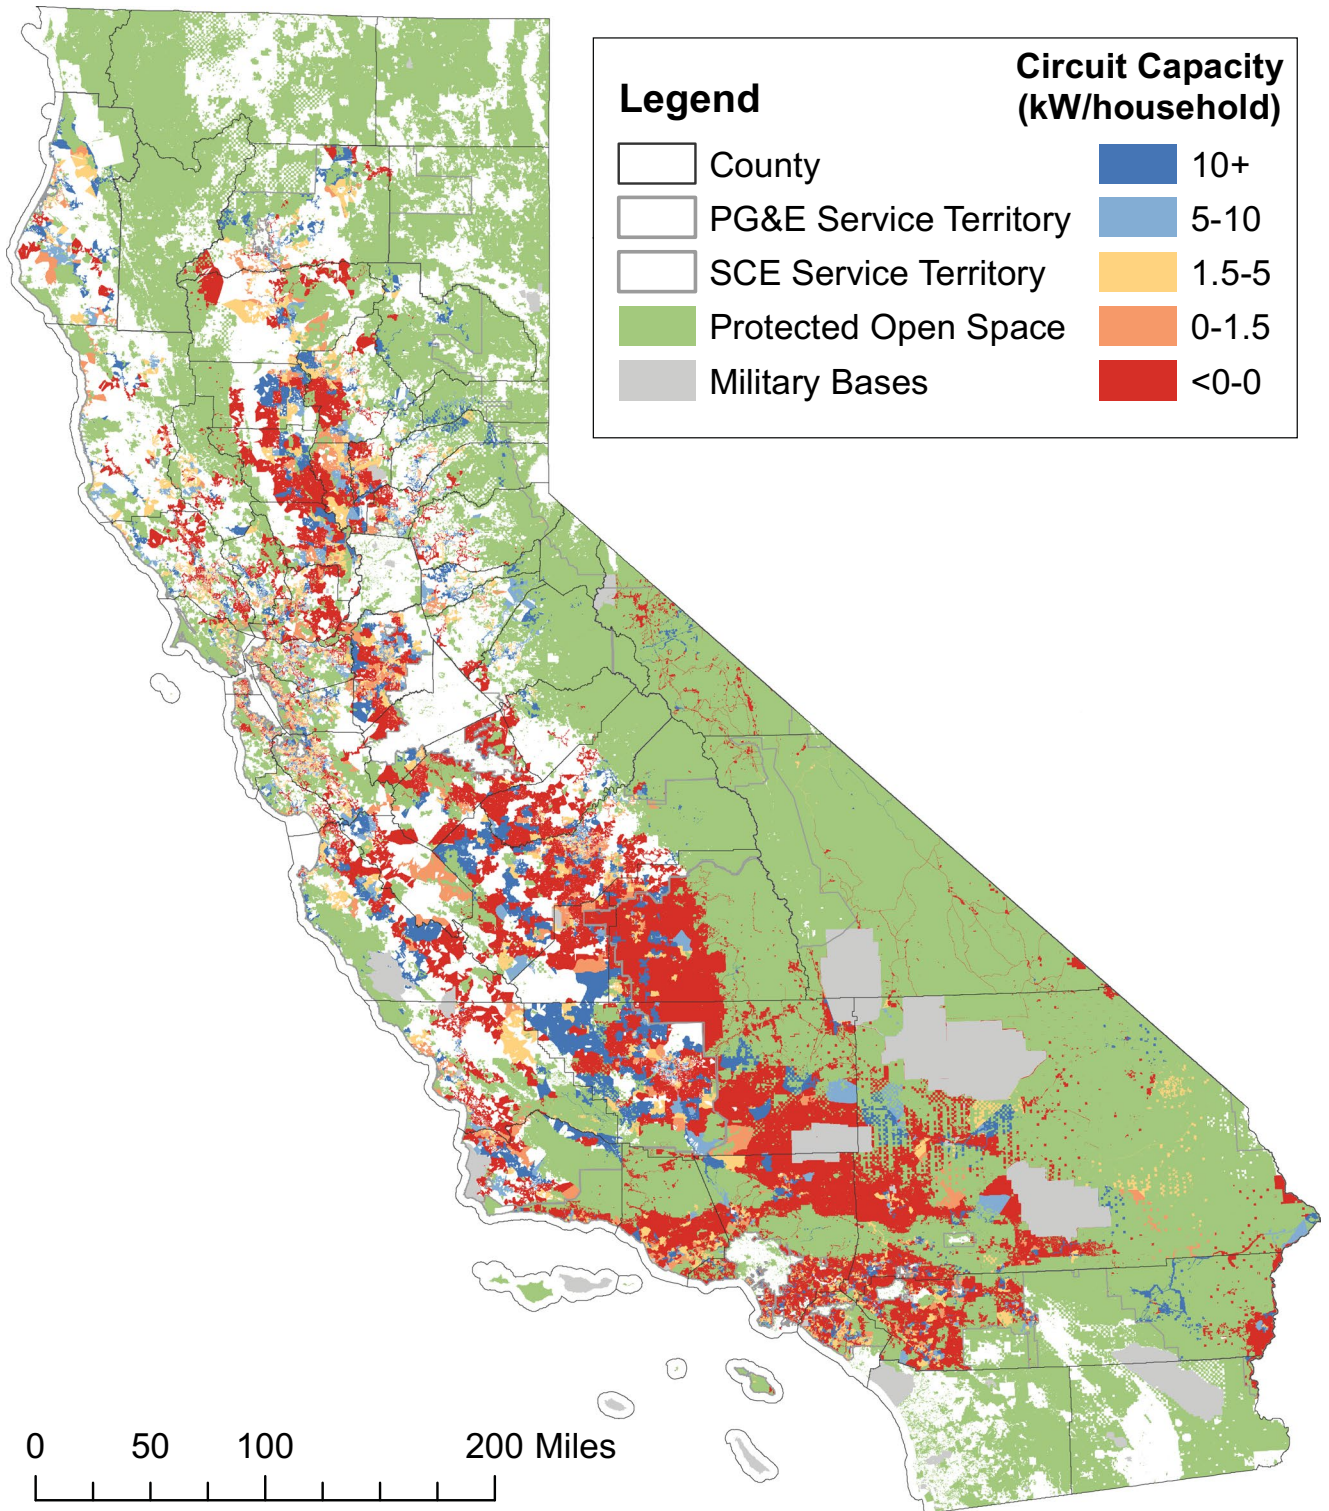 Legend
Circuit Capacity
(kW/household)
County
PG&E Service Territory
SCE Service Territory
Protected Open Space
Military Bases
10+
5-10
1.5-5
0-1.5
<0-0
0 50 100 200 Miles